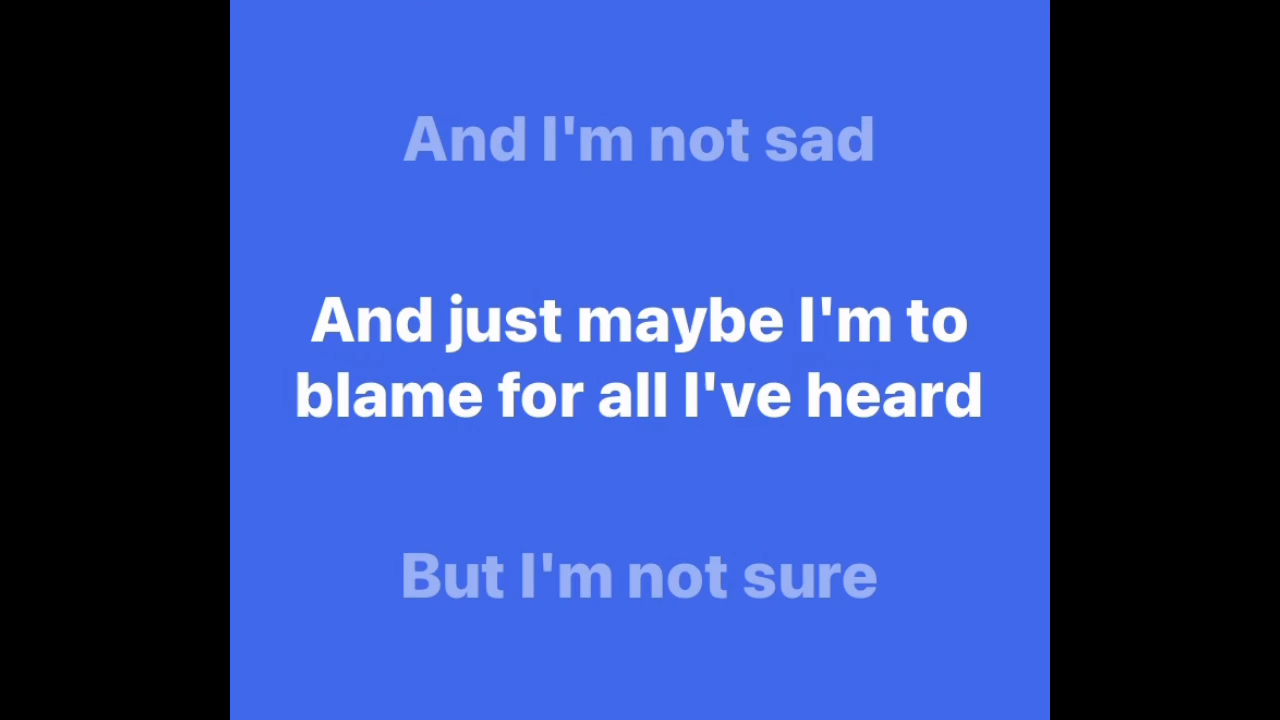 And I'm not sad
And just maybe I'm to
blame for all I've heard
But I'm not sure